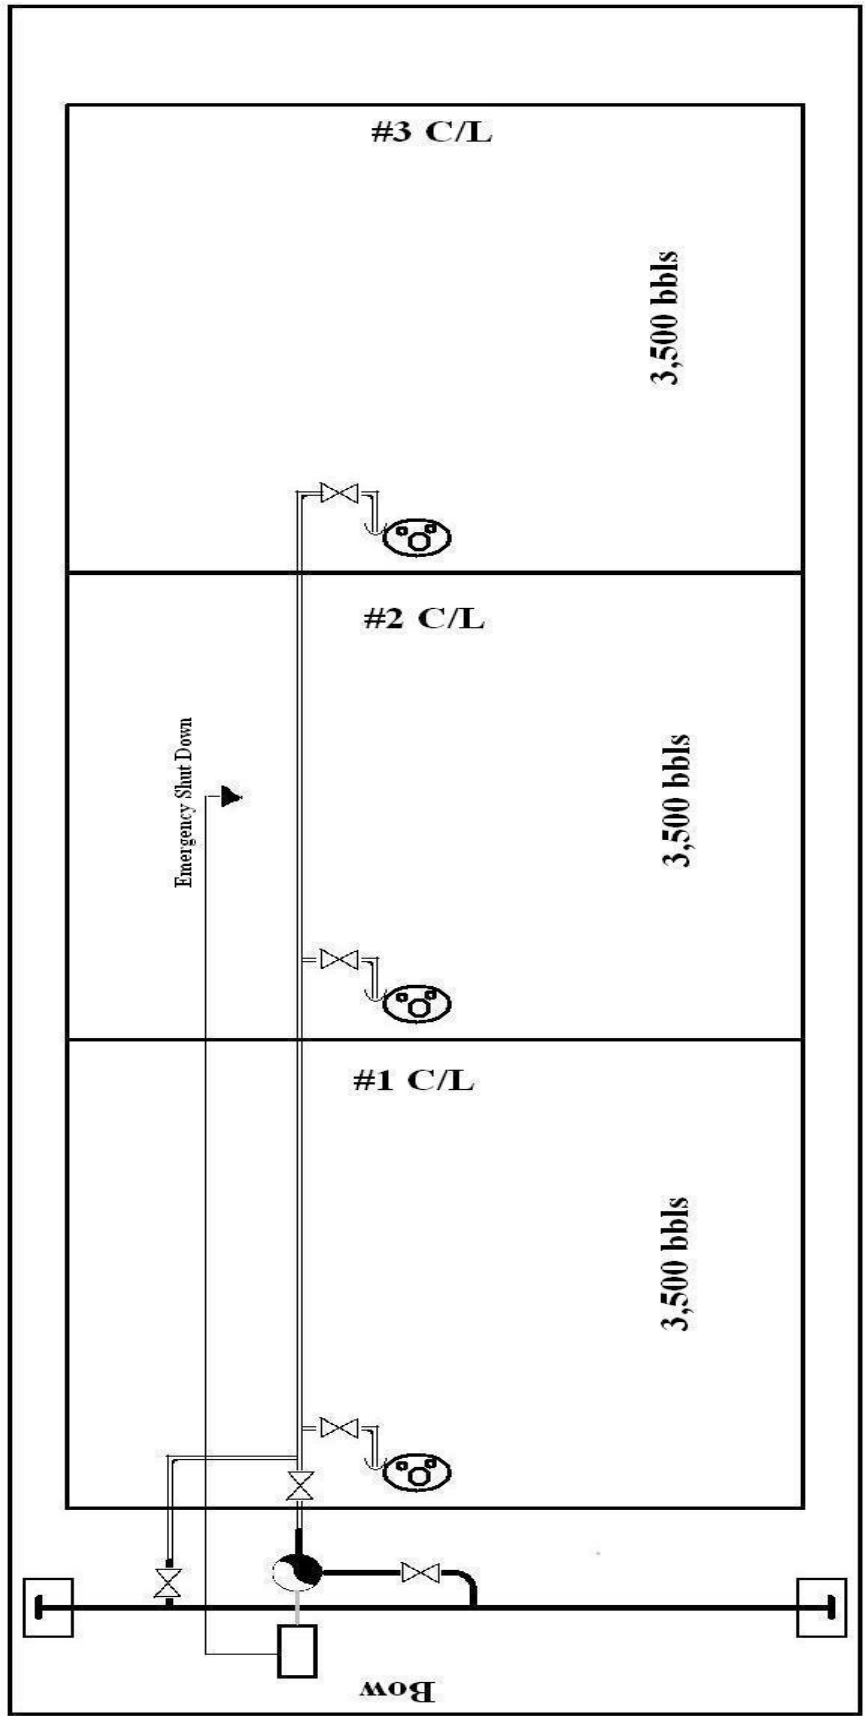 #3 C/L
3,500 bbls
#2 C/L
Emergency Shut Down
3,500 bbls
#1 C/L
3,500 bbls
Bow